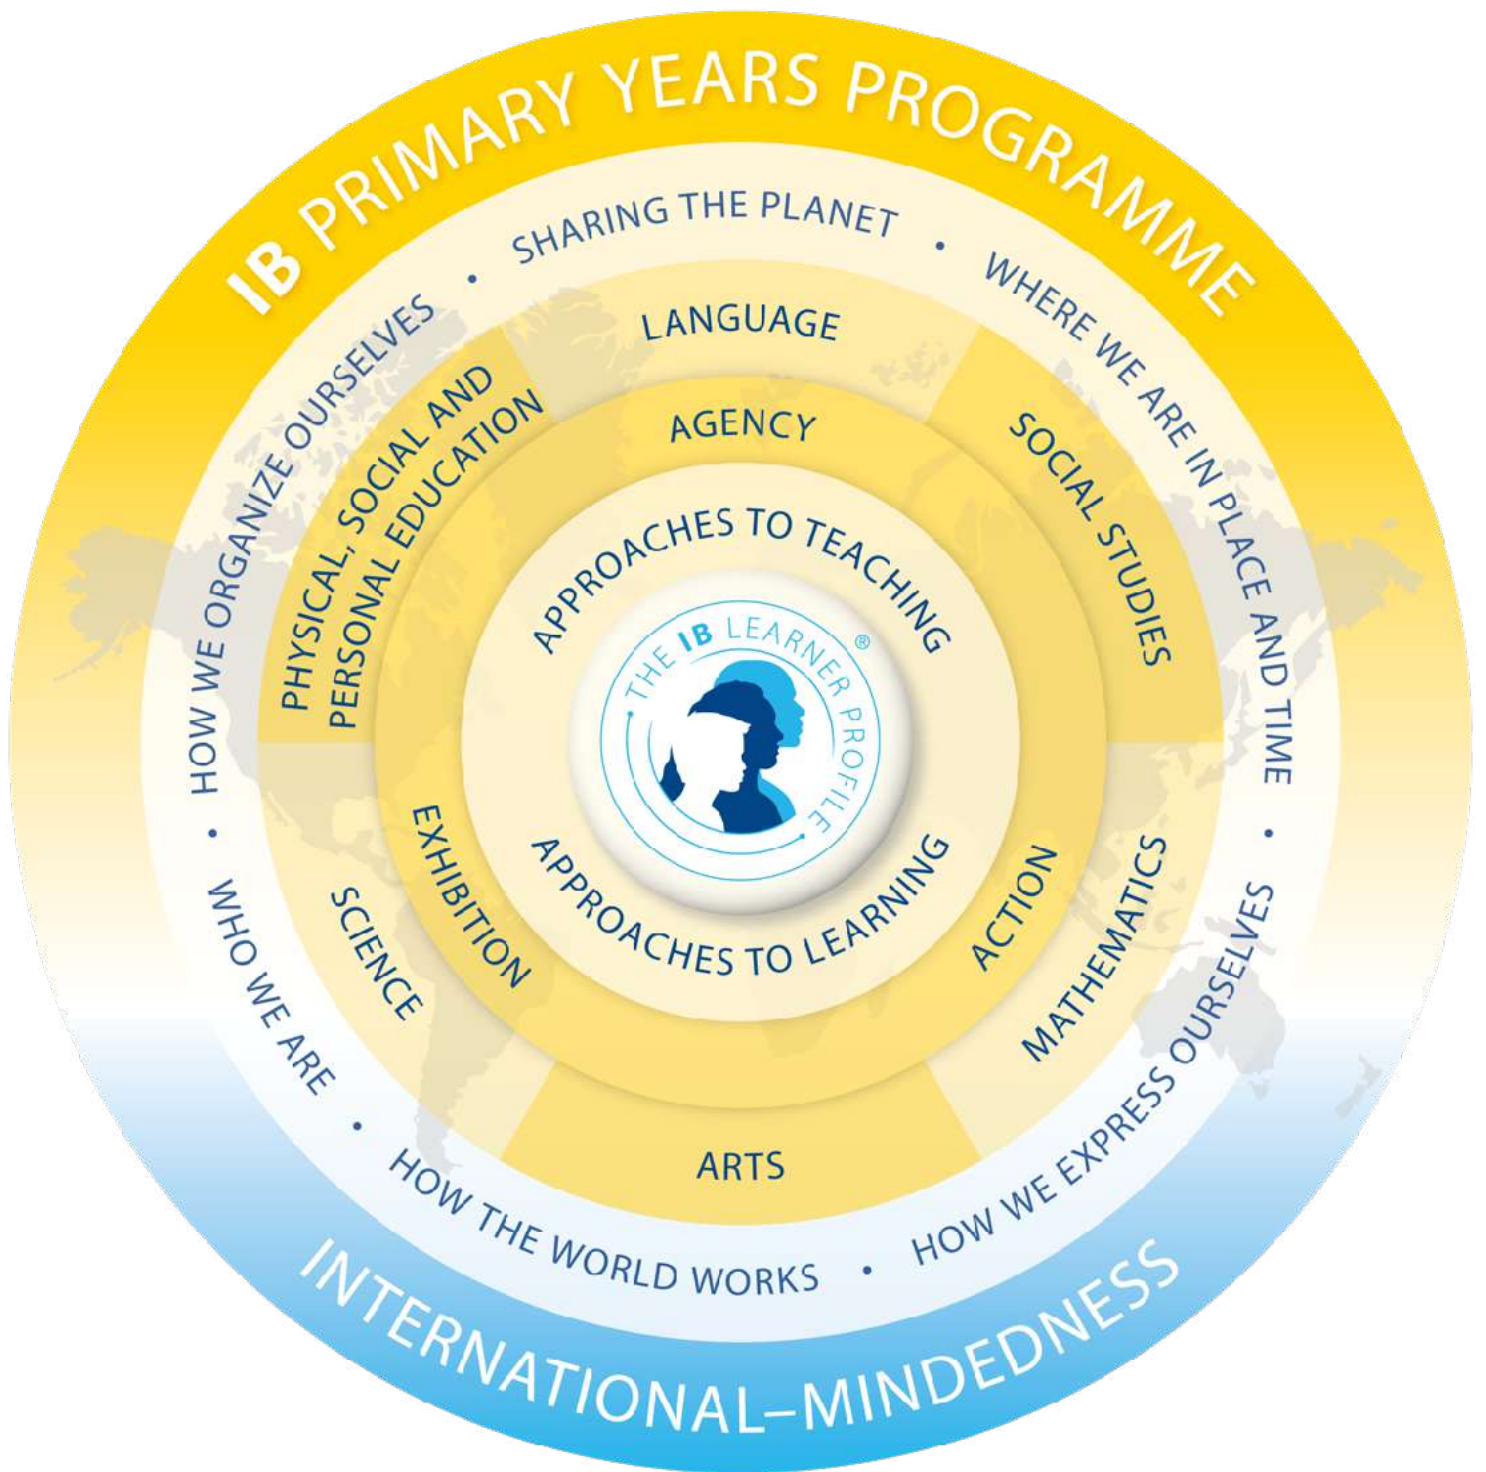 IB PRIMARY YEARS PROGRAMME
SHARING THE PLANET
•
WHERE WE ARE IN PLACE AND TIME
•
HOW WE EXPRESS OURSELVES
•
HOW THE WORLD WORKS
•
WHO WE ARE
•
HOW WE ORGANIZE OURSELVES
•
LANGUAGE
SOCIAL STUDIES
MATHEMATICS
ARTS
SCIENCE
PHYSICAL, SOCIAL AND
PERSONAL EDUCATION
AGENCY
ACTION
EXHIBITION
APPROACHES TO TEACHING
APPROACHES TO LEARNING
THE IB LEARNER PROFILE
®
INTERNATIONAL–MINDEDNESS